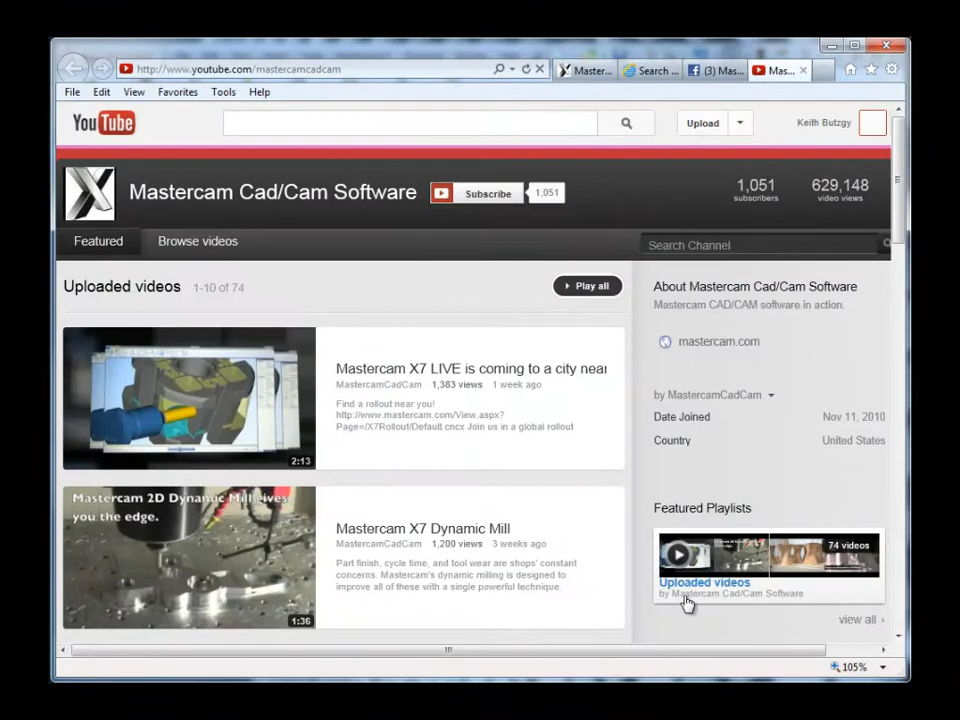 http://www.youtube.com/mastercamcadcam
Master...
Search ...
(3) Mas...
Mas...
File Edit View Favorites Tools Help
YouTube
Upload
Keith Butzgy
Mastercam Cad/Cam Software
Subscribe
1,051
1,051
subscribers
629,148
video views
Featured
Browse videos
Search Channel
Uploaded videos
1-10 of 74
Play all
Mastercam X7 LIVE is coming to a city near
MastercamCadCam 1,383 views 1 week ago
Find a rollout near you!
http://www.mastercam.com/View.aspx?
Page=/X7Rollout/Default.cncx Join us in a global rollout
2:13
Mastercam 2D Dynamic Mill gives
you the edge.
1:36
Mastercam X7 Dynamic Mill
MastercamCadCam 1,200 views 3 weeks ago
Part finish, cycle time, and tool wear are shops' constant
concerns. Mastercam's dynamic milling is designed to
improve all of these with a single powerful technique.
About Mastercam Cad/Cam Software
Mastercam CAD/CAM software in action.
mastercam.com
by MastercamCadCam
Date Joined Nov 11, 2010
Country United States
Featured Playlists
74 videos
Uploaded videos
by Mastercam Cad/Cam Software
view all
105%